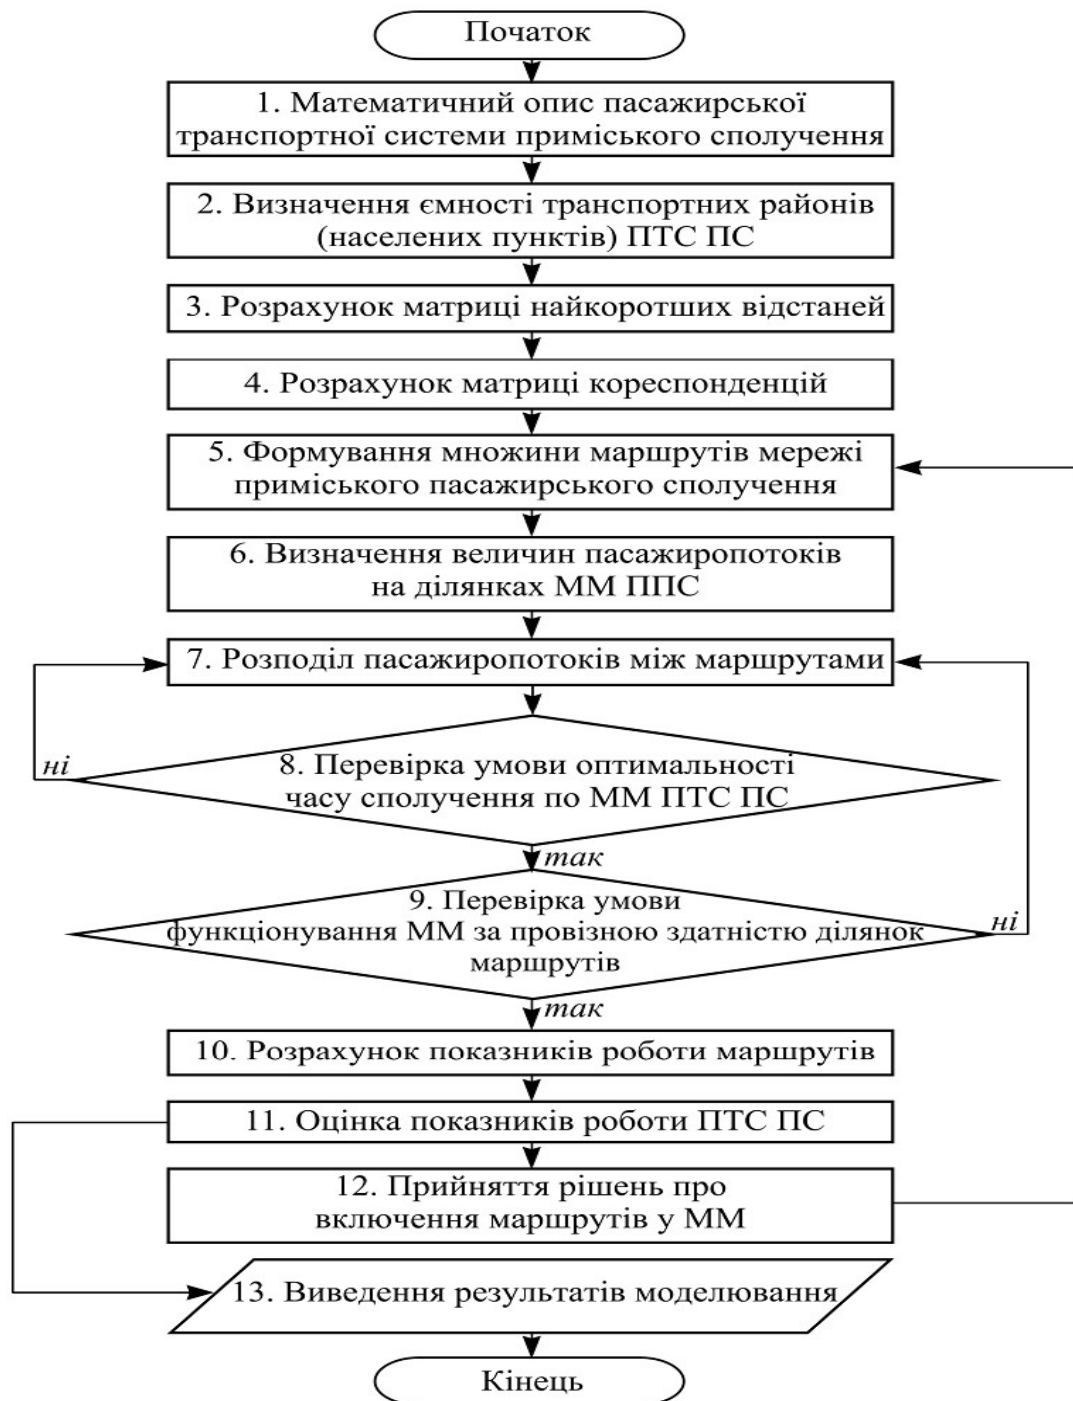 Початок
1. Математичний опис пасажирської
транспортної системи приміського сполучення
2. Визначення ємності транспортних районів
(населених пунктів) ПТС ПС
3. Розрахунок матриці найкоротших відстаней
4. Розрахунок матриці кореспонденцій
5. Формування множини маршрутів мережі
приміського пасажирського сполучення
6. Визначення величин пасажиропотоків
на ділянках ММ ППС
7. Розподіл пасажиропотоків між маршрутами
ні
8. Перевірка умови оптимальності
часу сполучення по ММ ПТС ПС
так
9. Перевірка умови
функціонування ММ за провізною здатністю ділянок
маршрутів
ні
так
10. Розрахунок показників роботи маршрутів
11. Оцінка показників роботи ПТС ПС
12. Прийняття рішень про
включення маршрутів у ММ
13. Виведення результатів моделювання
Кінець